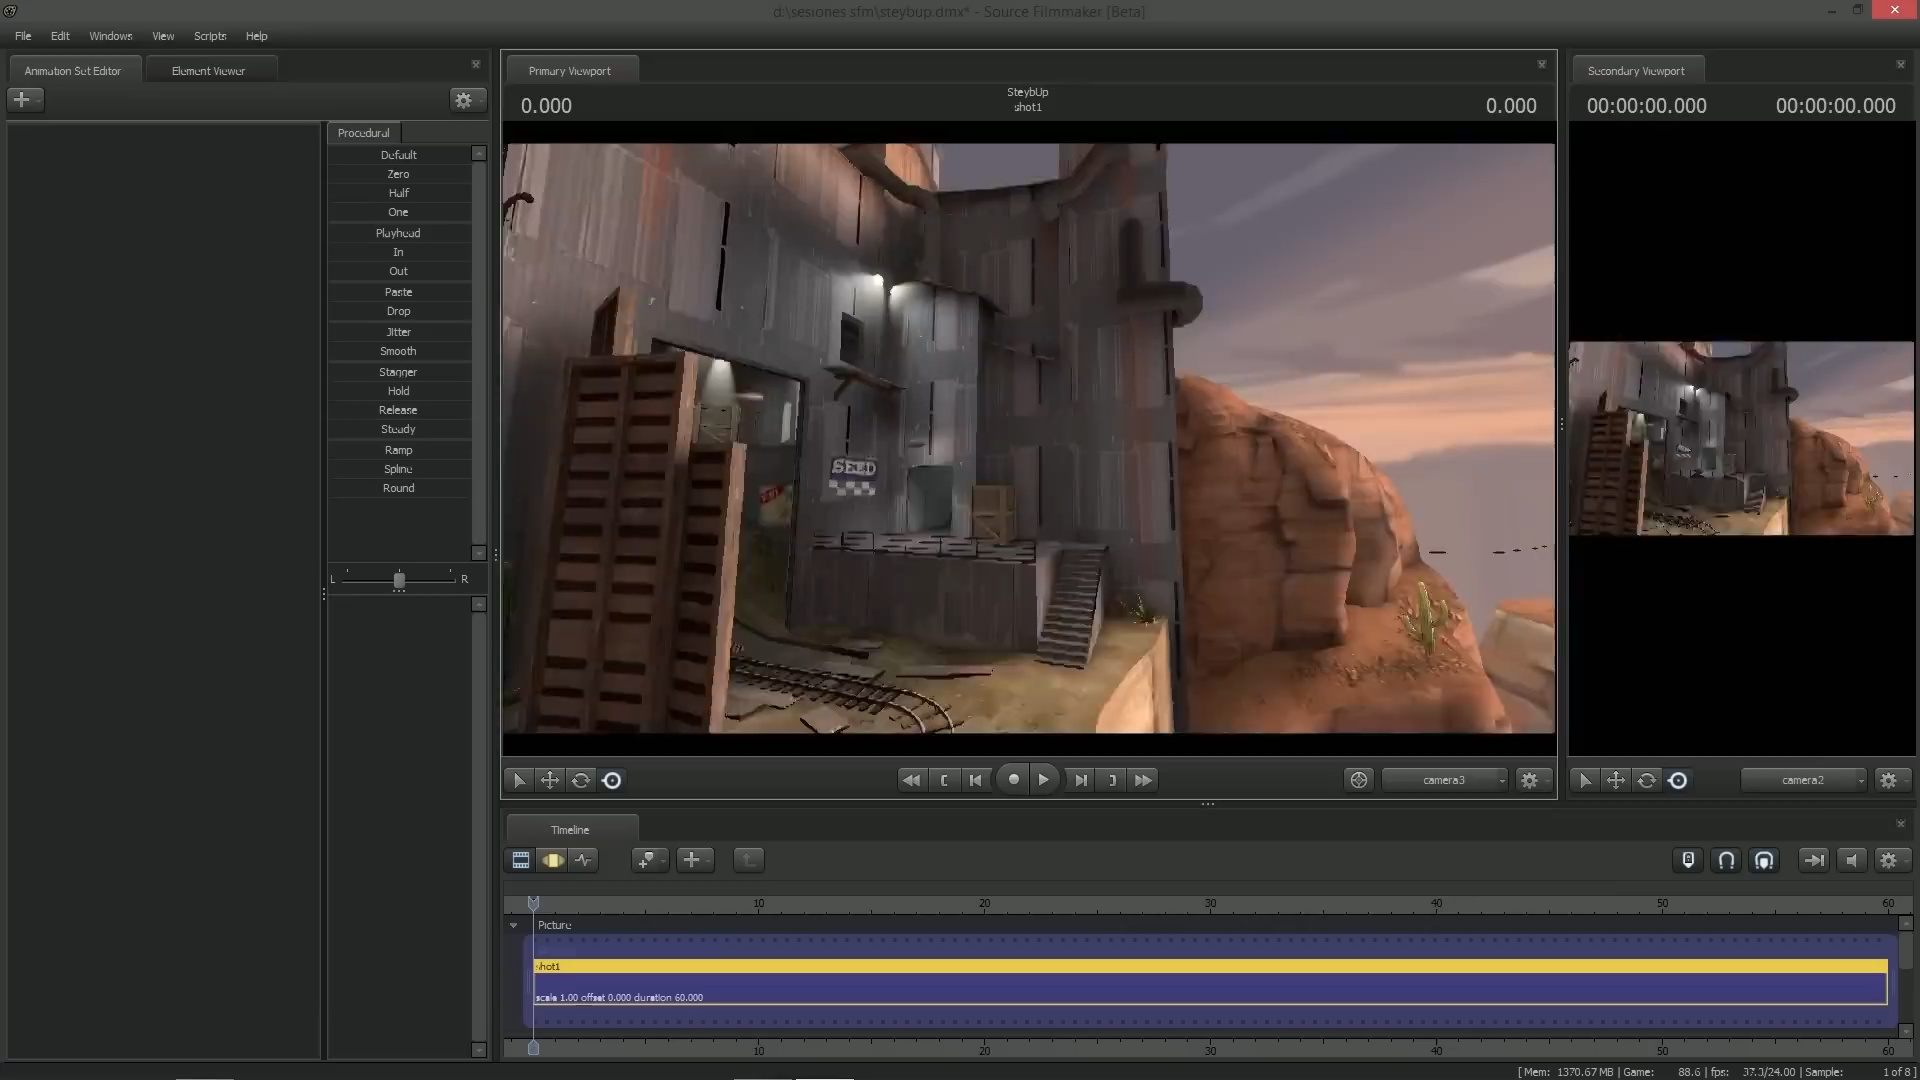 d:\sesiones sfm\steybup.dmx* - Source Filmmaker [Beta]
File Edit Windows View Scripts Help
Animation Set Editor Element Viewer
Primary Viewport
Secondary Viewport
0.000
SteybUp
shot1
0.000
00:00:00.000 00:00:00.000
Procedural
Default
Zero
Half
One
Playhead
In
Out
Paste
Drop
Jitter
Smooth
Stagger
Hold
Release
Steady
Ramp
Spline
Round
L R
SEED
camera3
camera2
Timeline
10 20 30 40 50 60
Picture
shot1
scale 1.00 offset 0.000 duration 60.000
10 20 30 40 50 60
[ Mem: 1370.67 MB | Game: 88.6 | fps: 37.3/24.00 | Sample: 1 of 8 ]